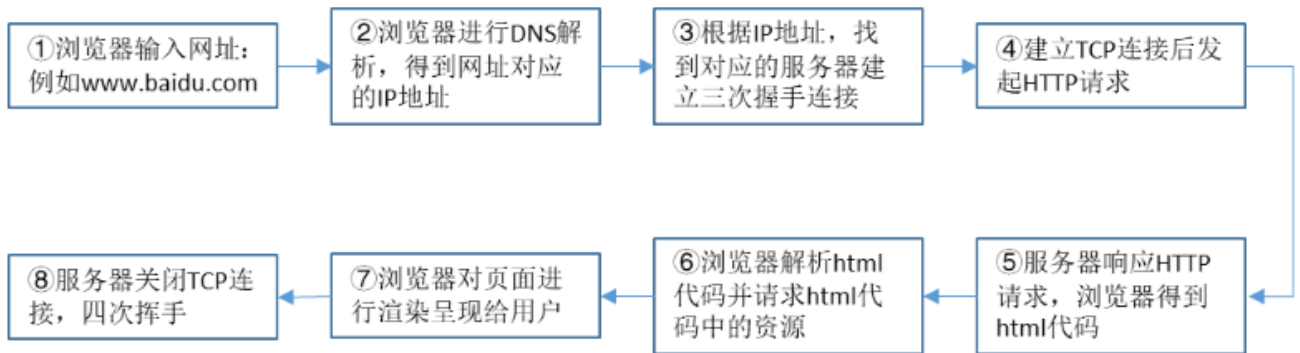 ①浏览器输入网址：
例如www.baidu.com
②浏览器进行DNS解
析，得到网址对应
的IP地址
③根据IP地址，找
到对应的服务器建
立三次握手连接
④建立TCP连接后发
起HTTP请求
⑤服务器响应HTTP
请求，浏览器得到
html代码
⑥浏览器解析html
代码并请求html代
码中的资源
⑦浏览器对页面进
行渲染呈现给用户
⑧服务器关闭TCP连
接，四次挥手